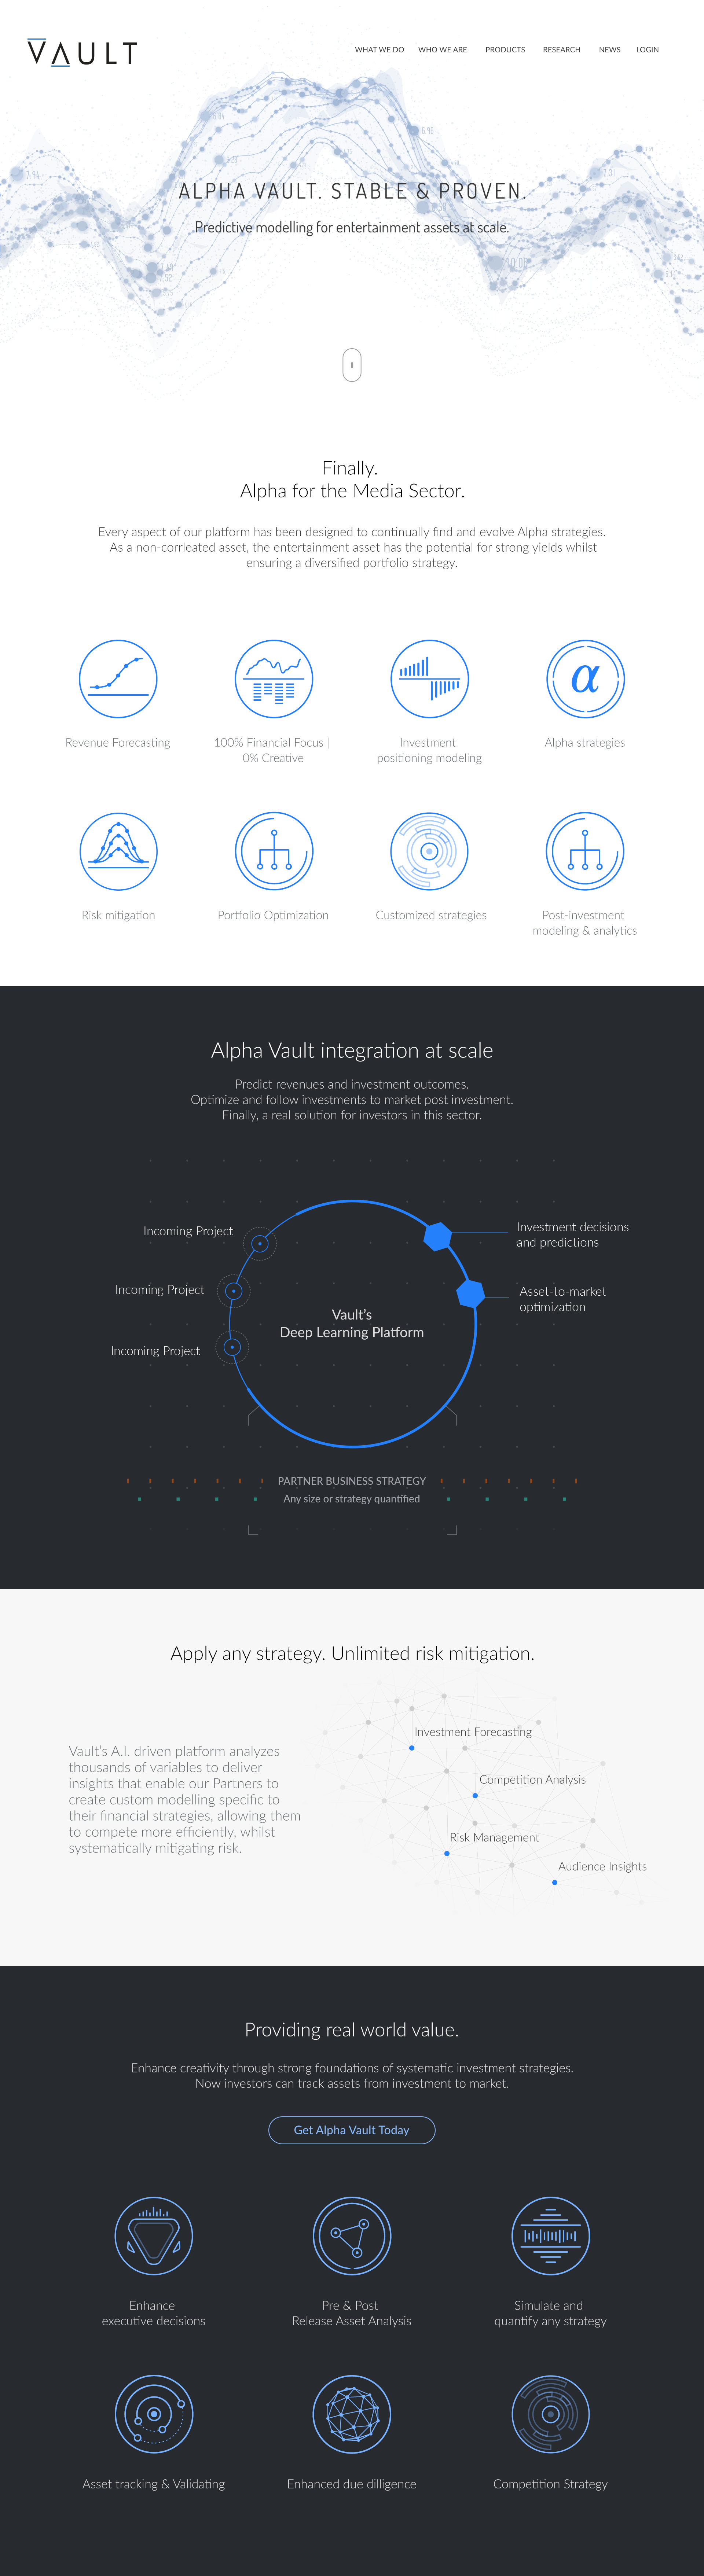 VAULT
WHAT WE DO WHO WE ARE PRODUCTS RESEARCH NEWS LOGIN
ALPHA VAULT. STABLE & PROVEN.
Predictive modelling for entertainment assets at scale.
Finally.
Alpha for the Media Sector.
Every aspect of our platform has been designed to continually find and evolve Alpha strategies.
As a non-corrleated asset, the entertainment asset has the potential for strong yields whilst
ensuring a diversified portfolio strategy.
α
Revenue Forecasting
100% Financial Focus |
0% Creative
Investment
positioning modeling
Alpha strategies
Risk mitigation
Portfolio Optimization
Customized strategies
Post-investment
modeling & analytics
Alpha Vault integration at scale
Predict revenues and investment outcomes.
Optimize and follow investments to market post investment.
Finally, a real solution for investors in this sector.
Incoming Project
Incoming Project
Incoming Project
Investment decisions
and predictions
Asset-to-market
optimization
Vault's
Deep Learning Platform
PARTNER BUSINESS STRATEGY
Any size or strategy quantified
Apply any strategy. Unlimited risk mitigation.
Vault's A.I. driven platform analyzes
thousands of variables to deliver
insights that enable our Partners to
create custom modelling specific to
their financial strategies, allowing them
to compete more efficiently, whilst
systematically mitigating risk.
Investment Forecasting
Competition Analysis
Risk Management
Audience Insights
Providing real world value.
Enhance creativity through strong foundations of systematic investment strategies.
Now investors can track assets from investment to market.
Get Alpha Vault Today
Enhance
executive decisions
Pre & Post
Release Asset Analysis
Simulate and
quantify any strategy
Asset tracking & Validating
Enhanced due dilligence
Competition Strategy